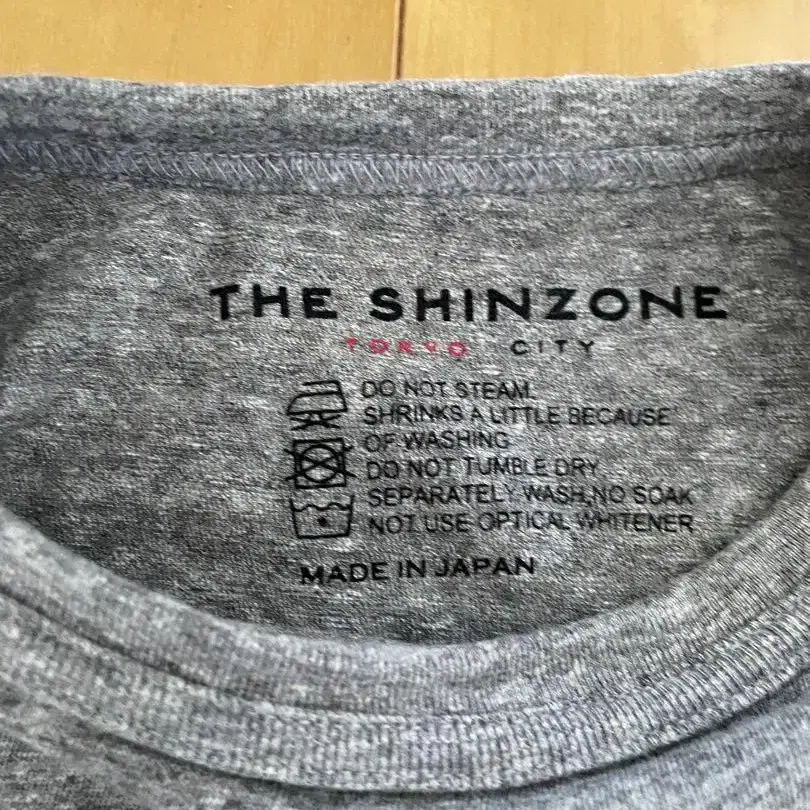 THE SHINZONE
TOKYO CITY
DO NOT STEAM.
SHRINKS A LITTLE BECAUSE
OF WASHING
DO NOT TUMBLE DRY
SEPARATELY WASH,NO SOAK
NOT USE OPTICAL WHITENER
MADE IN JAPAN